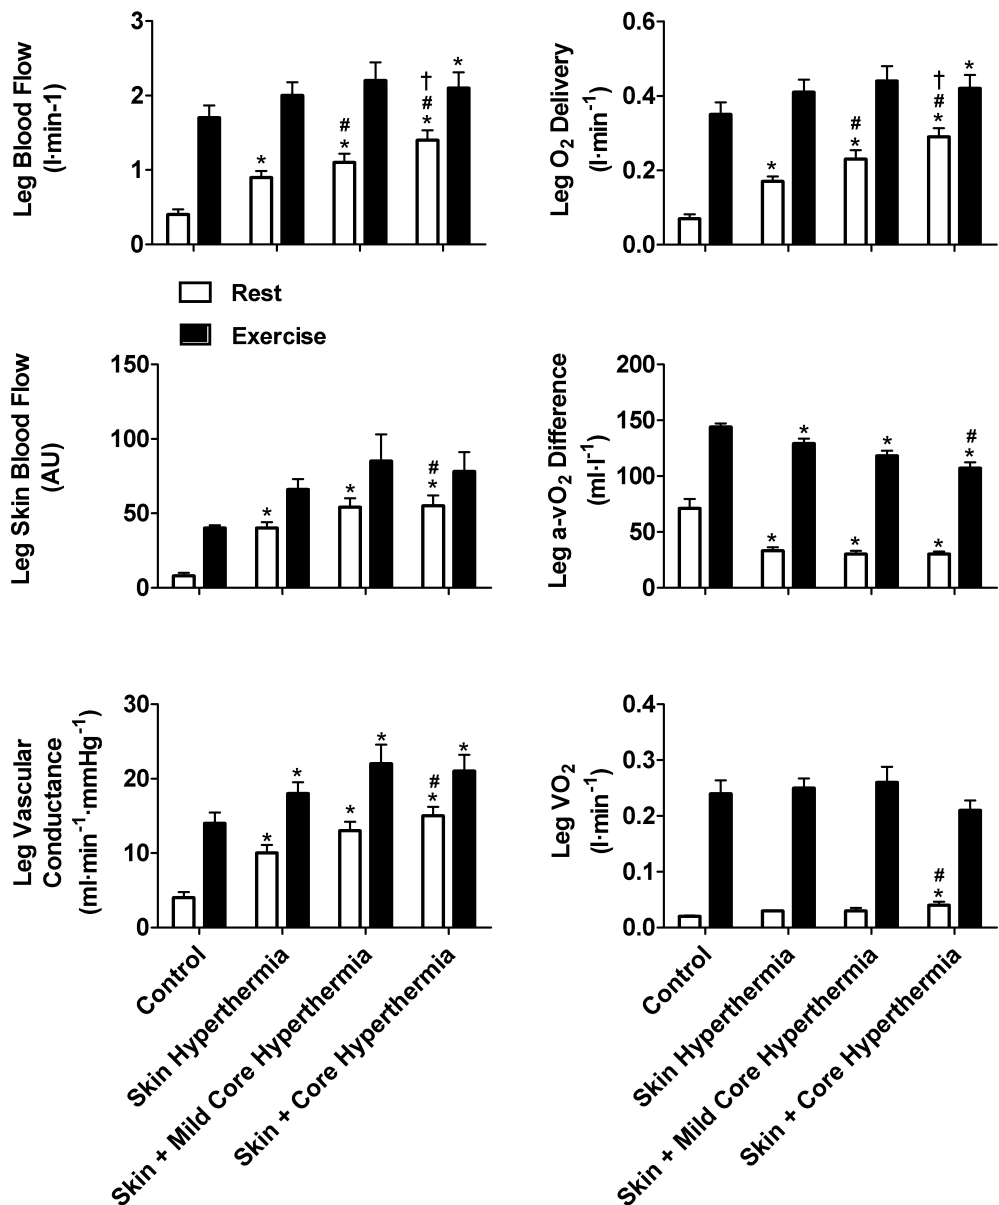 Leg Blood Flow
(l·min-1)
3
2
1
0
*
#
*
†
#
*
*
Leg O2 Delivery
(l·min-1)
0.6
0.4
0.2
0.0
*
#
*
†
#
*
*
Rest
Exercise
Leg Skin Blood Flow
(AU)
150
100
50
0
*
*
#
*
Leg a-vO2 Difference
(ml·l-1)
200
150
100
50
0
*
*
*
*
*
#
*
Leg Vascular
Conductance
(ml·min-1·mmHg-1)
30
20
10
0
*
*
*
*
#
*
*
Leg VO2
(l·min-1)
0.4
0.3
0.2
0.1
0.0
#
*
Control
Skin Hyperthermia
Skin + Mild Core Hyperthermia
Skin + Core Hyperthermia
Control
Skin Hyperthermia
Skin + Mild Core Hyperthermia
Skin + Core Hyperthermia